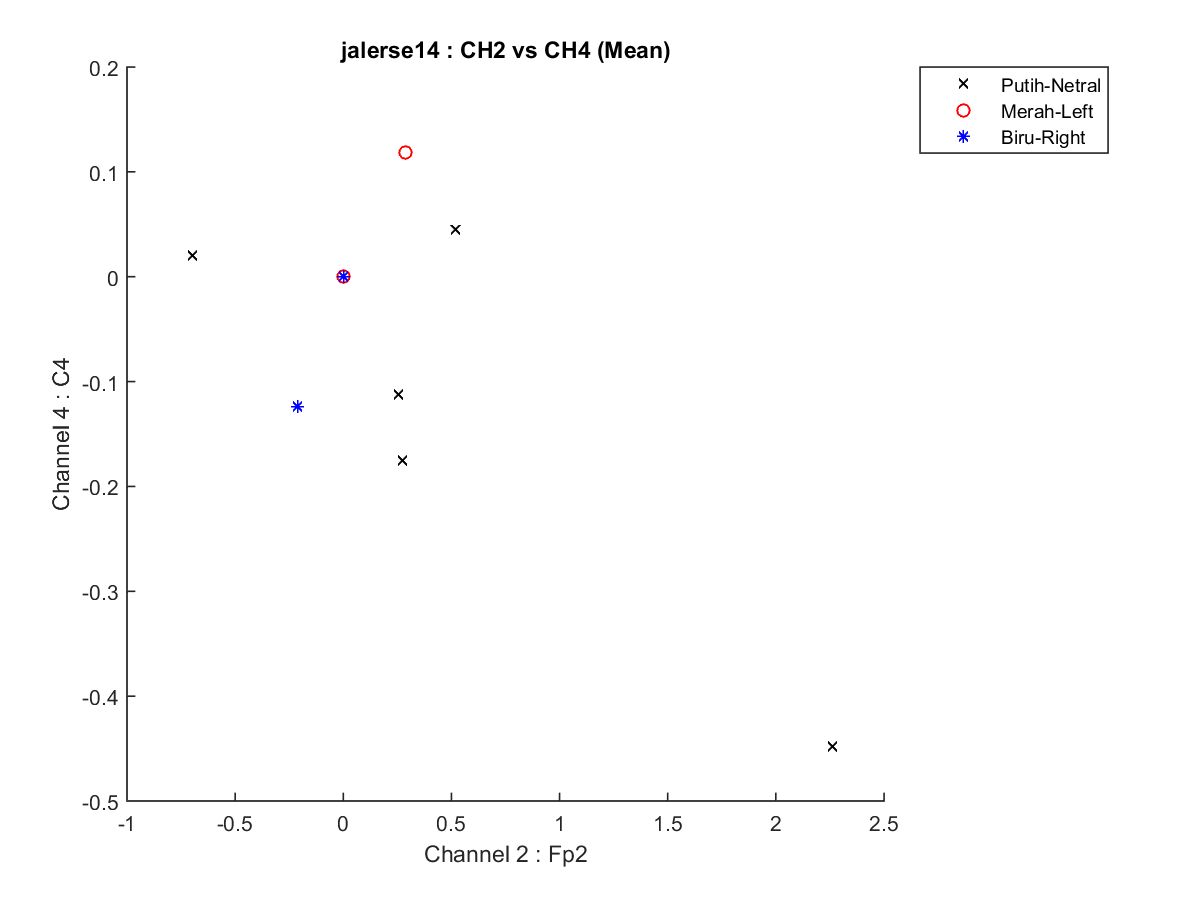 jalerse14 : CH2 vs CH4 (Mean)
Putih-Netral
Merah-Left
Biru-Right
0.2
0.1
0
-0.1
-0.2
-0.3
-0.4
-0.5
Channel 4 : C4
-1
-0.5
0
0.5
1
1.5
2
2.5
Channel 2 : Fp2